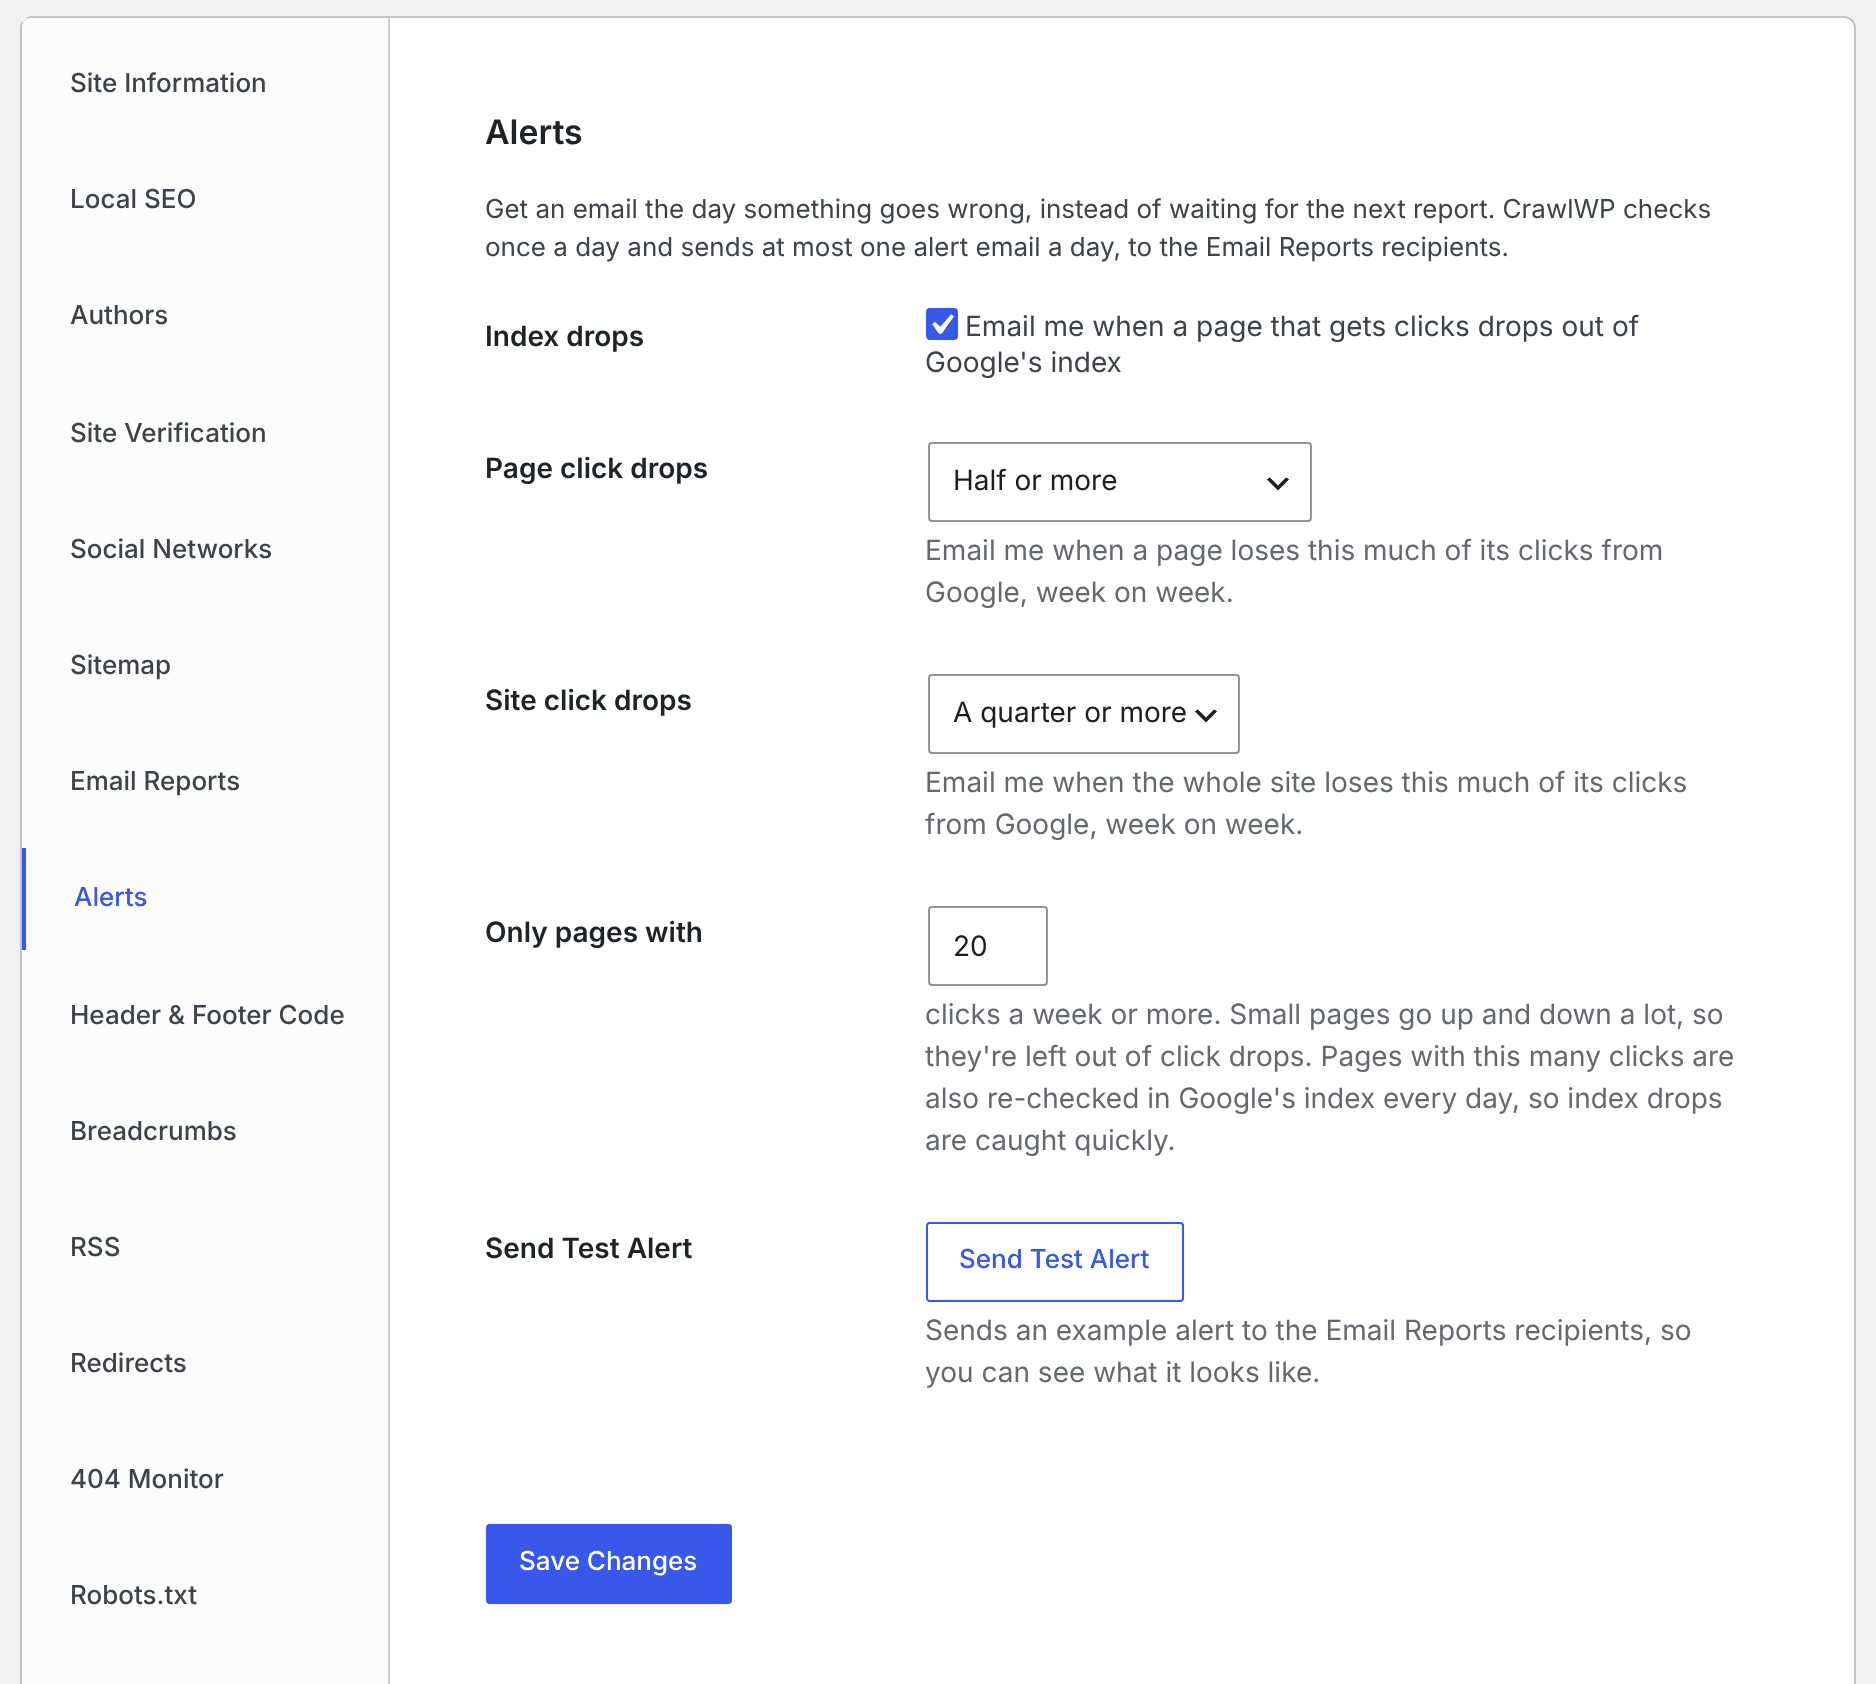 Site Information
Local SEO
Authors
Site Verification
Social Networks
Sitemap
Email Reports
Alerts
Header & Footer Code
Breadcrumbs
RSS
Redirects
404 Monitor
Robots.txt
Alerts
Get an email the day something goes wrong, instead of waiting for the next report. CrawlWP checks
once a day and sends at most one alert email a day, to the Email Reports recipients.
Index drops
Email me when a page that gets clicks drops out of
Google's index
Page click drops
Half or more
Email me when a page loses this much of its clicks from
Google, week on week.
Site click drops
A quarter or more
Email me when the whole site loses this much of its clicks
from Google, week on week.
Only pages with
20
clicks a week or more. Small pages go up and down a lot, so
they're left out of click drops. Pages with this many clicks are
also re-checked in Google's index every day, so index drops
are caught quickly.
Send Test Alert
Send Test Alert
Sends an example alert to the Email Reports recipients, so
you can see what it looks like.
Save Changes